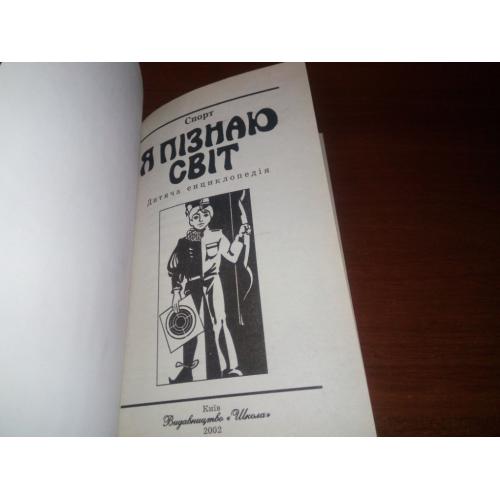 Спорт
Я ПІЗНАЮ
СВІТ
Дитяча енциклопедія
Київ
Видавництво «Школа»
2002